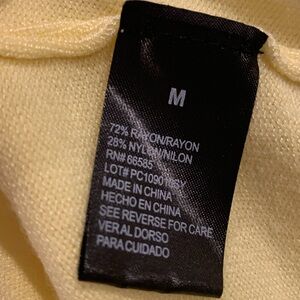 M
72% RAYON/RAYON
28% NYLON/NILON
RN# 66585
LOT#
MADE IN CHINA
HECHO EN CHINA
SEE REVERSE FOR CARE
VER AL DORSO
PARA CUIDADO